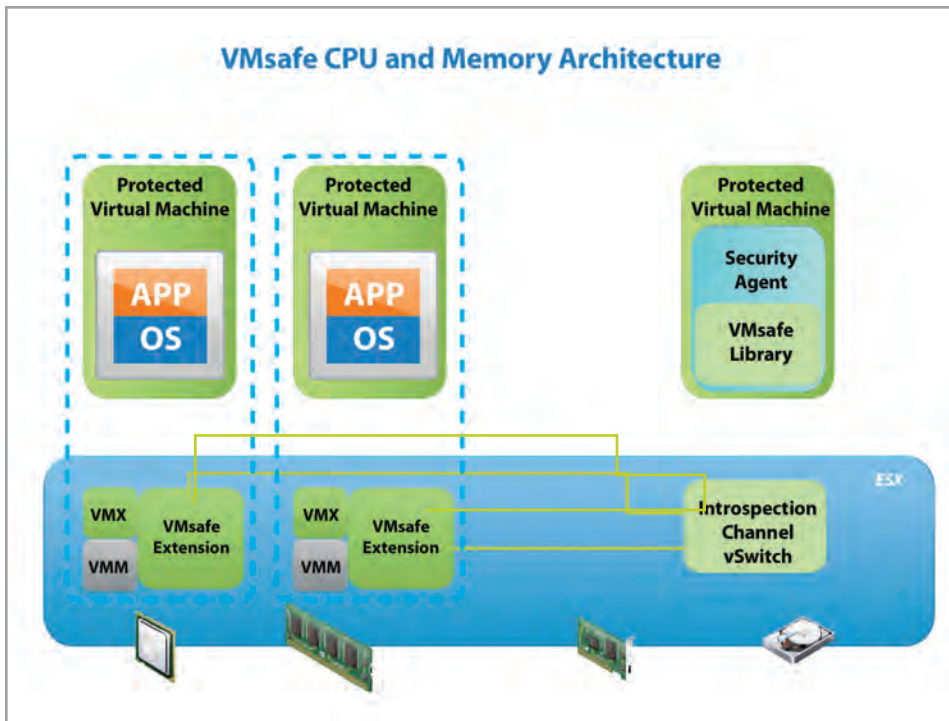 VMsafe CPU and Memory Architecture
Protected
Virtual Machine
APP
OS
Protected
Virtual Machine
APP
OS
Protected
Virtual Machine
Security
Agent
VMsafe
Library
ESX
VMX
VMM
VMsafe
Extension
VMX
VMM
VMsafe
Extension
Introspection
Channel
vSwitch